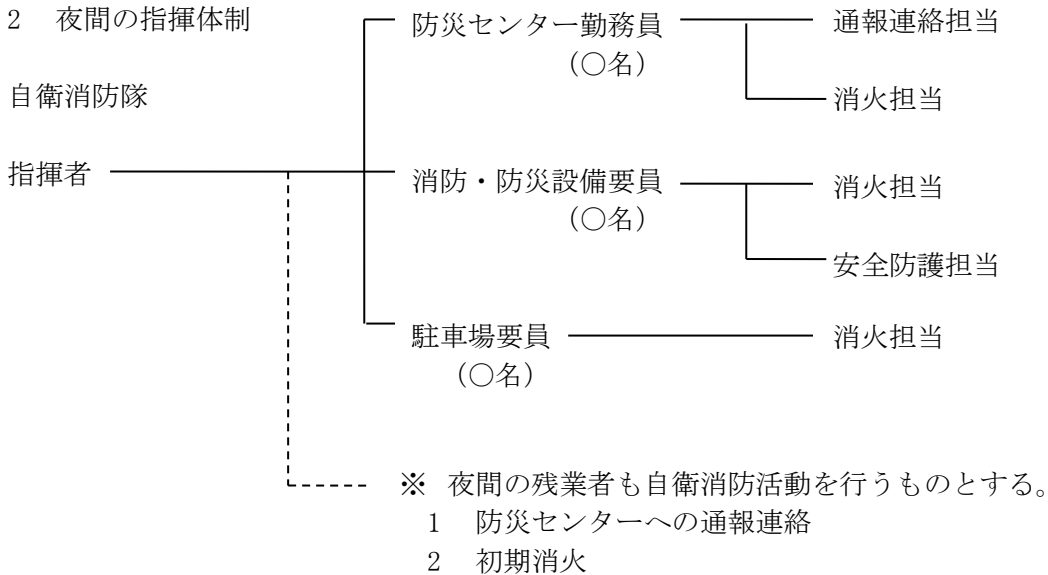 2 夜間の指揮体制
防災センター勤務員
通報連絡担当
(〇名)
自衛消防隊
消火担当
指揮者
消防・防災設備要員
消火担当
(〇名)
安全防護担当
駐車場要員
消火担当
(〇名)
※ 夜間の残業者も自衛消防活動を行うものとする。
1 防災センターへの通報連絡
2 初期消火